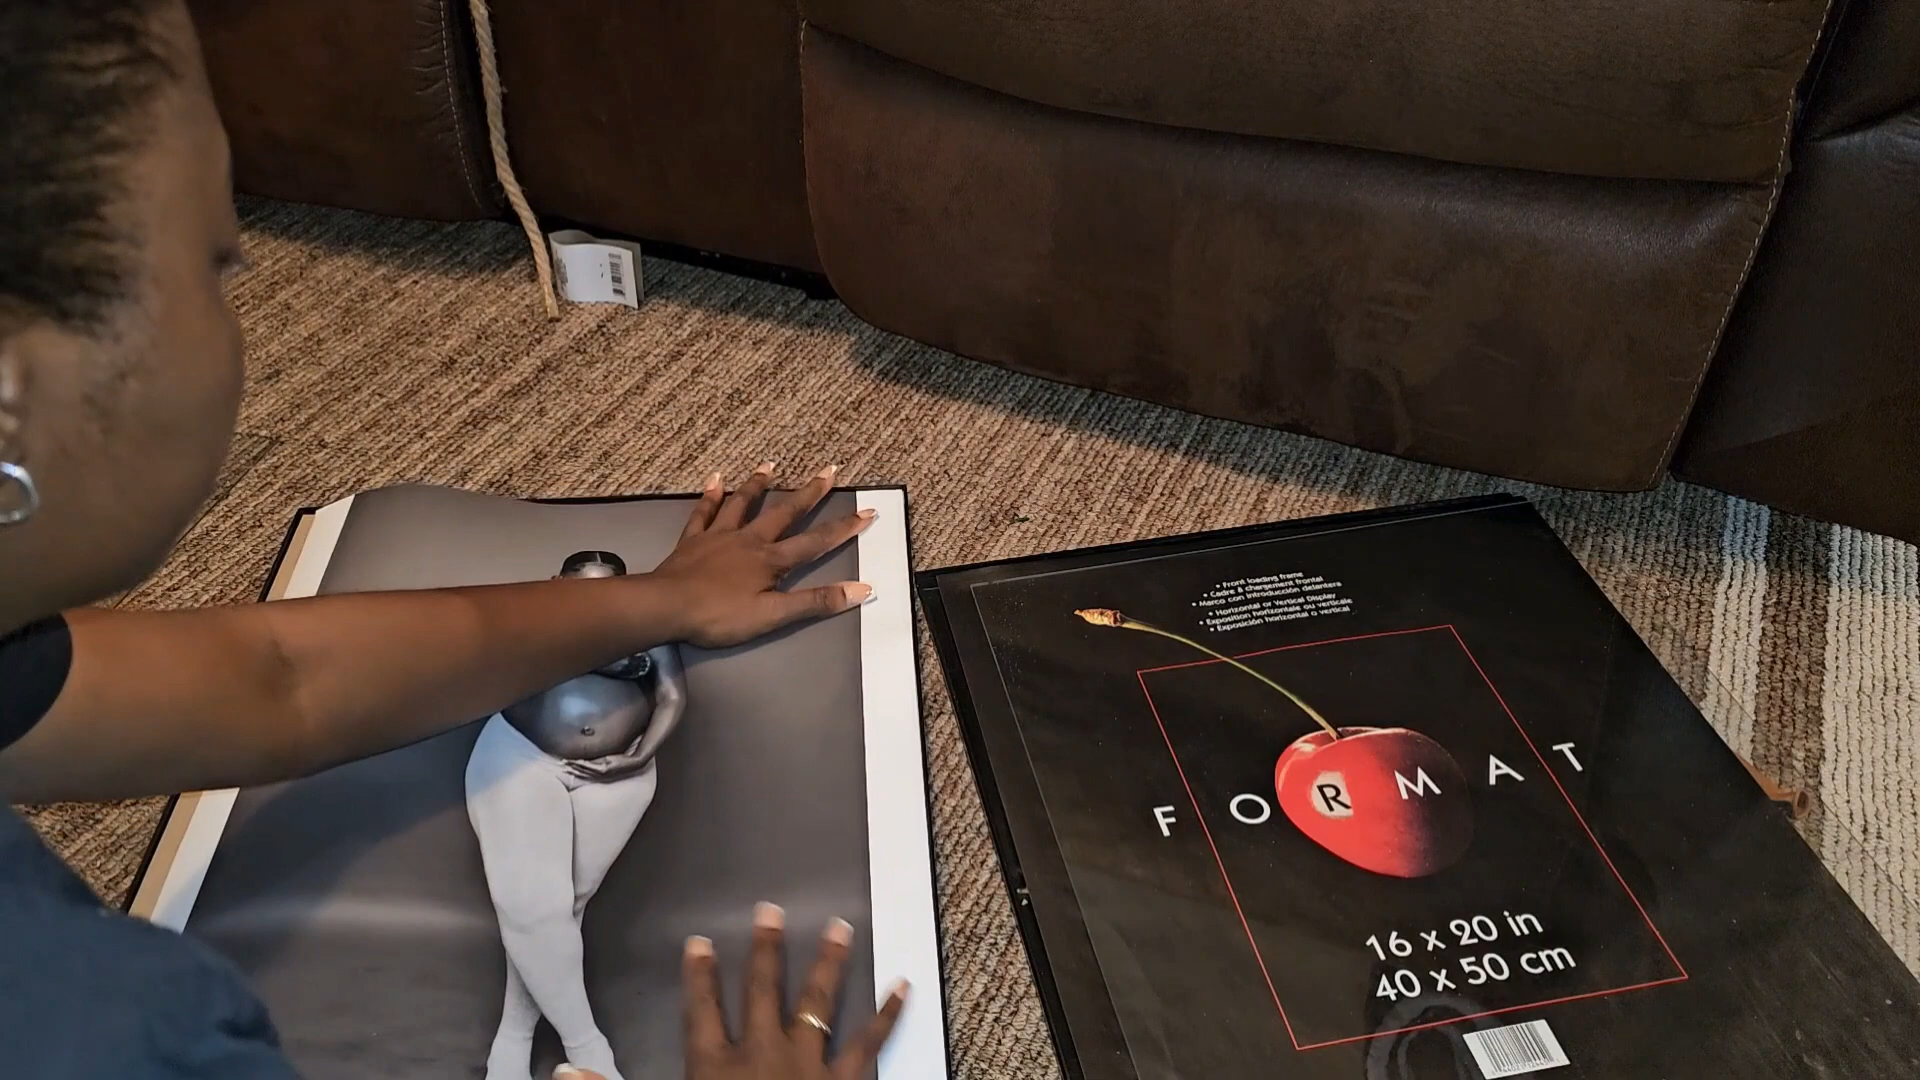 • Front loading frame
• Cadre à chargement frontal
• Marco con introducción delantera
• Horizontal or Vertical Display
• Exposition horizontale ou verticale
• Exposición horizontal o vertical
FORMAT
16 x 20 in
40 x 50 cm